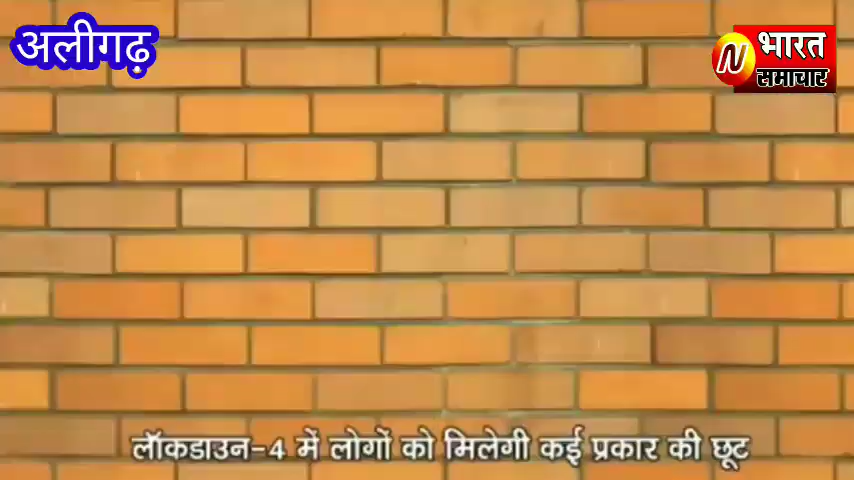 अलीगढ़
N भारत
समाचार
लॉकडाउन-4 में लोगों को मिलेगी कई प्रकार की छूट